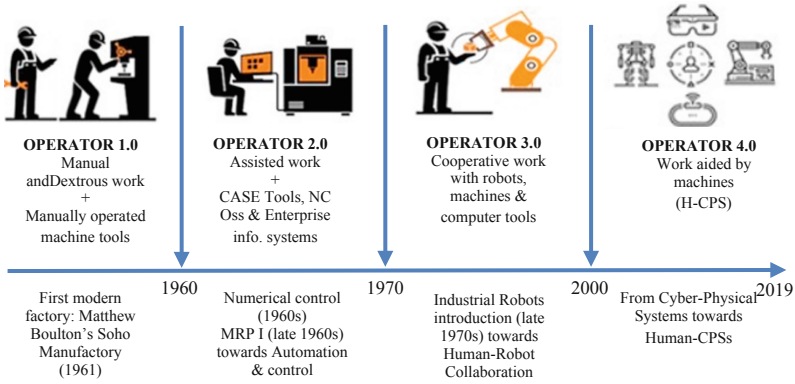 OPERATOR 1.0
Manual
andDextrous work
+
Manually operated
machine tools
OPERATOR 2.0
Assisted work
+
CASE Tools, NC
Oss & Enterprise
info. systems
OPERATOR 3.0
Cooperative work
with robots,
machines &
computer tools
OPERATOR 4.0
Work aided by
machines
(H-CPS)
1960
1970
2000
2019
First modern
factory: Matthew
Boulton's Soho
Manufactory
(1961)
Numerical control
(1960s)
MRP I (late 1960s)
towards Automation
& control
Industrial Robots
introduction (late
1970s) towards
Human-Robot
Collaboration
From Cyber-Physical
Systems towards
Human-CPSs